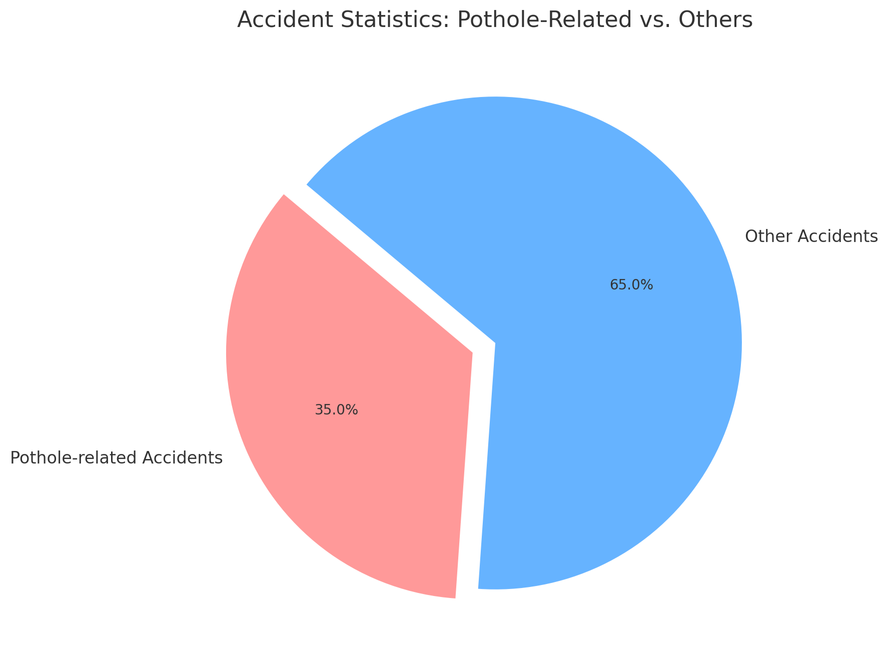 Accident Statistics: Pothole-Related vs. Others
Other Accidents
65.0%
35.0%
Pothole-related Accidents